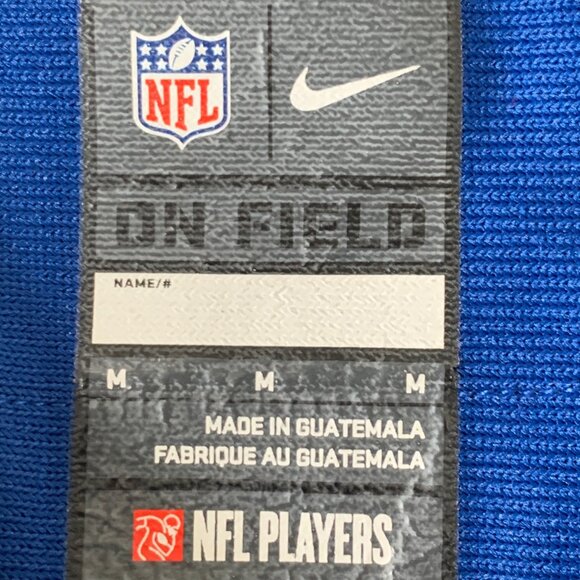 NFL
ON FIELD
NAME/#
M M M
MADE IN GUATEMALA
FABRIQUE AU GUATEMALA
NFL PLAYERS